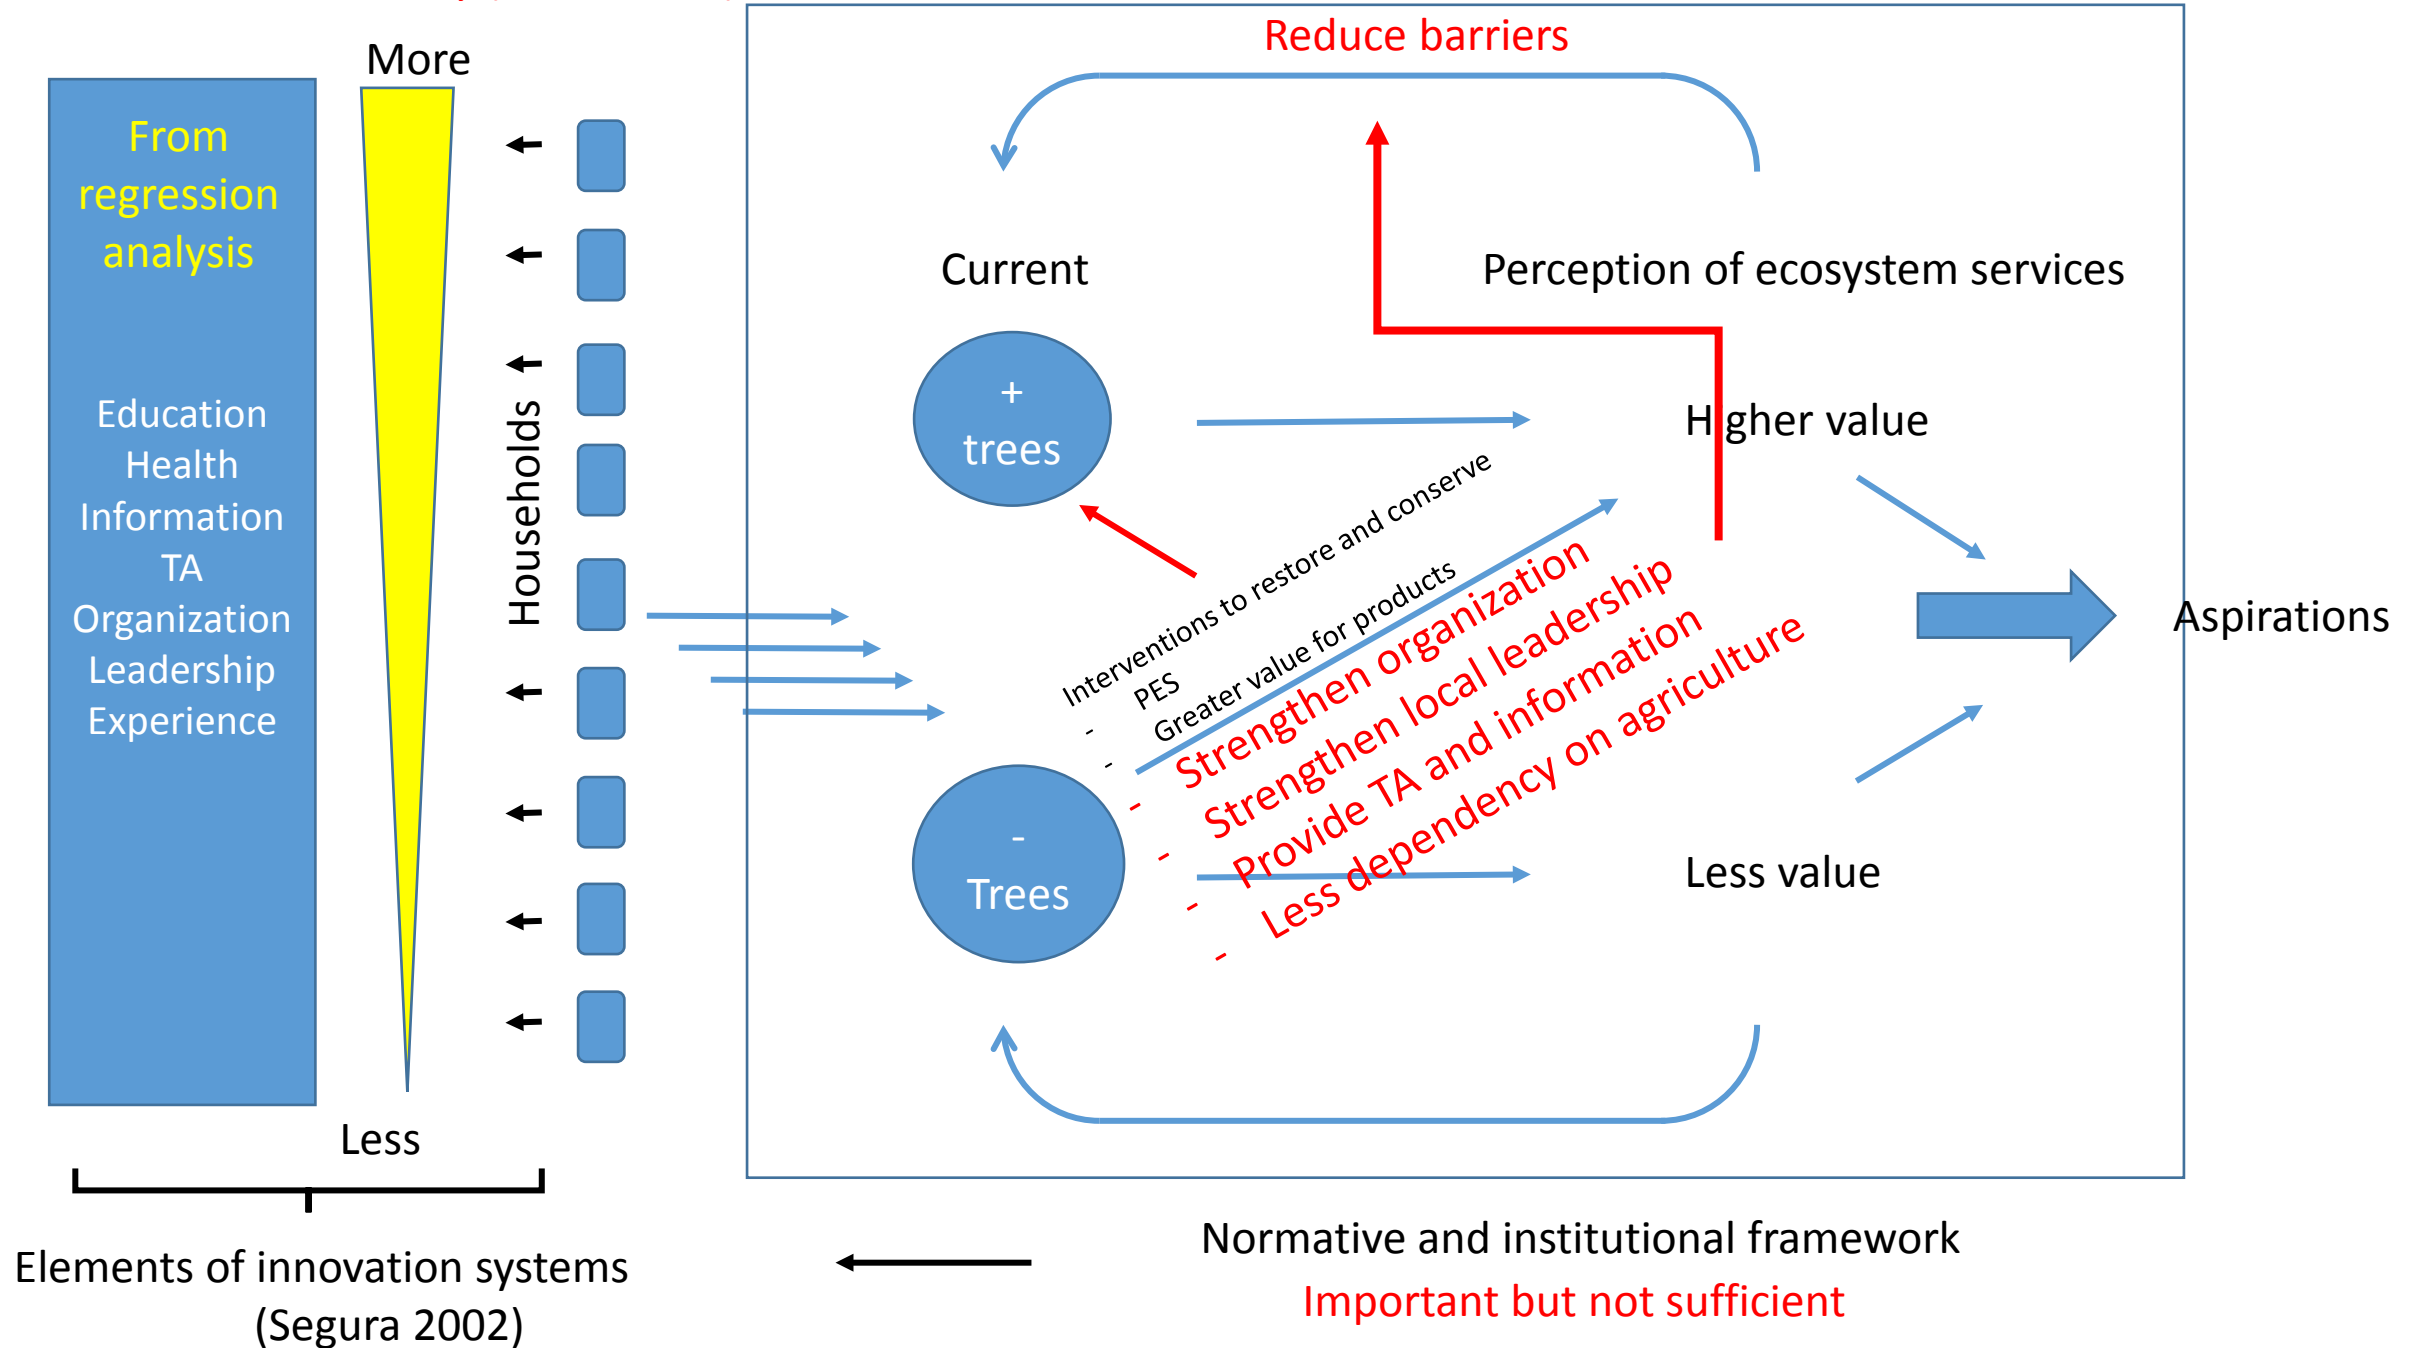 Reduce barriers
More
From
regression
analysis
Education
Health
Information
TA
Organization
Leadership
Experience
Households
Less
Elements of innovation systems
(Segura 2002)
Current
Perception of ecosystem services
+
trees
Higher value
Interventions to restore and conserve
- PES
- Greater value for products
- Strengthen organization
- Strengthen local leadership
- Provide TA and information
- Less dependency on agriculture
-
Trees
Less value
Aspirations
Normative and institutional framework
Important but not sufficient